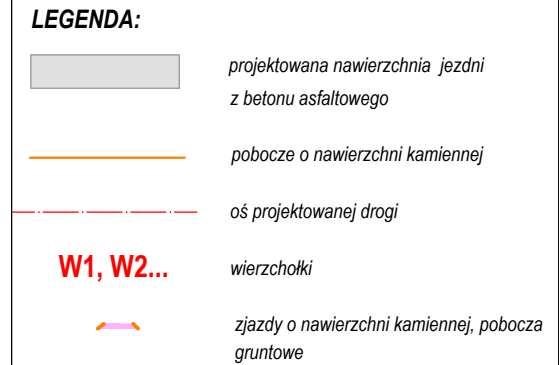 LEGENDA:
projektowana nawierzchnia jezdni
z betonu asfaltowego
pobocze o nawierzchni kamiennej
oś projektowanej drogi
W1, W2...
wierzchołki
zjazdy o nawierzchni kamiennej, pobocza
gruntowe